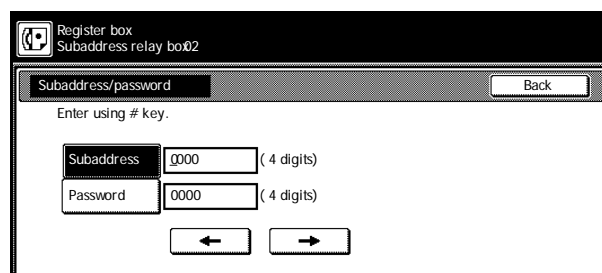 Register box
Subaddress relay box02
Subaddress/password
Back
Enter using # key.
Subaddress 0000 ( 4 digits)
Password 0000 ( 4 digits)